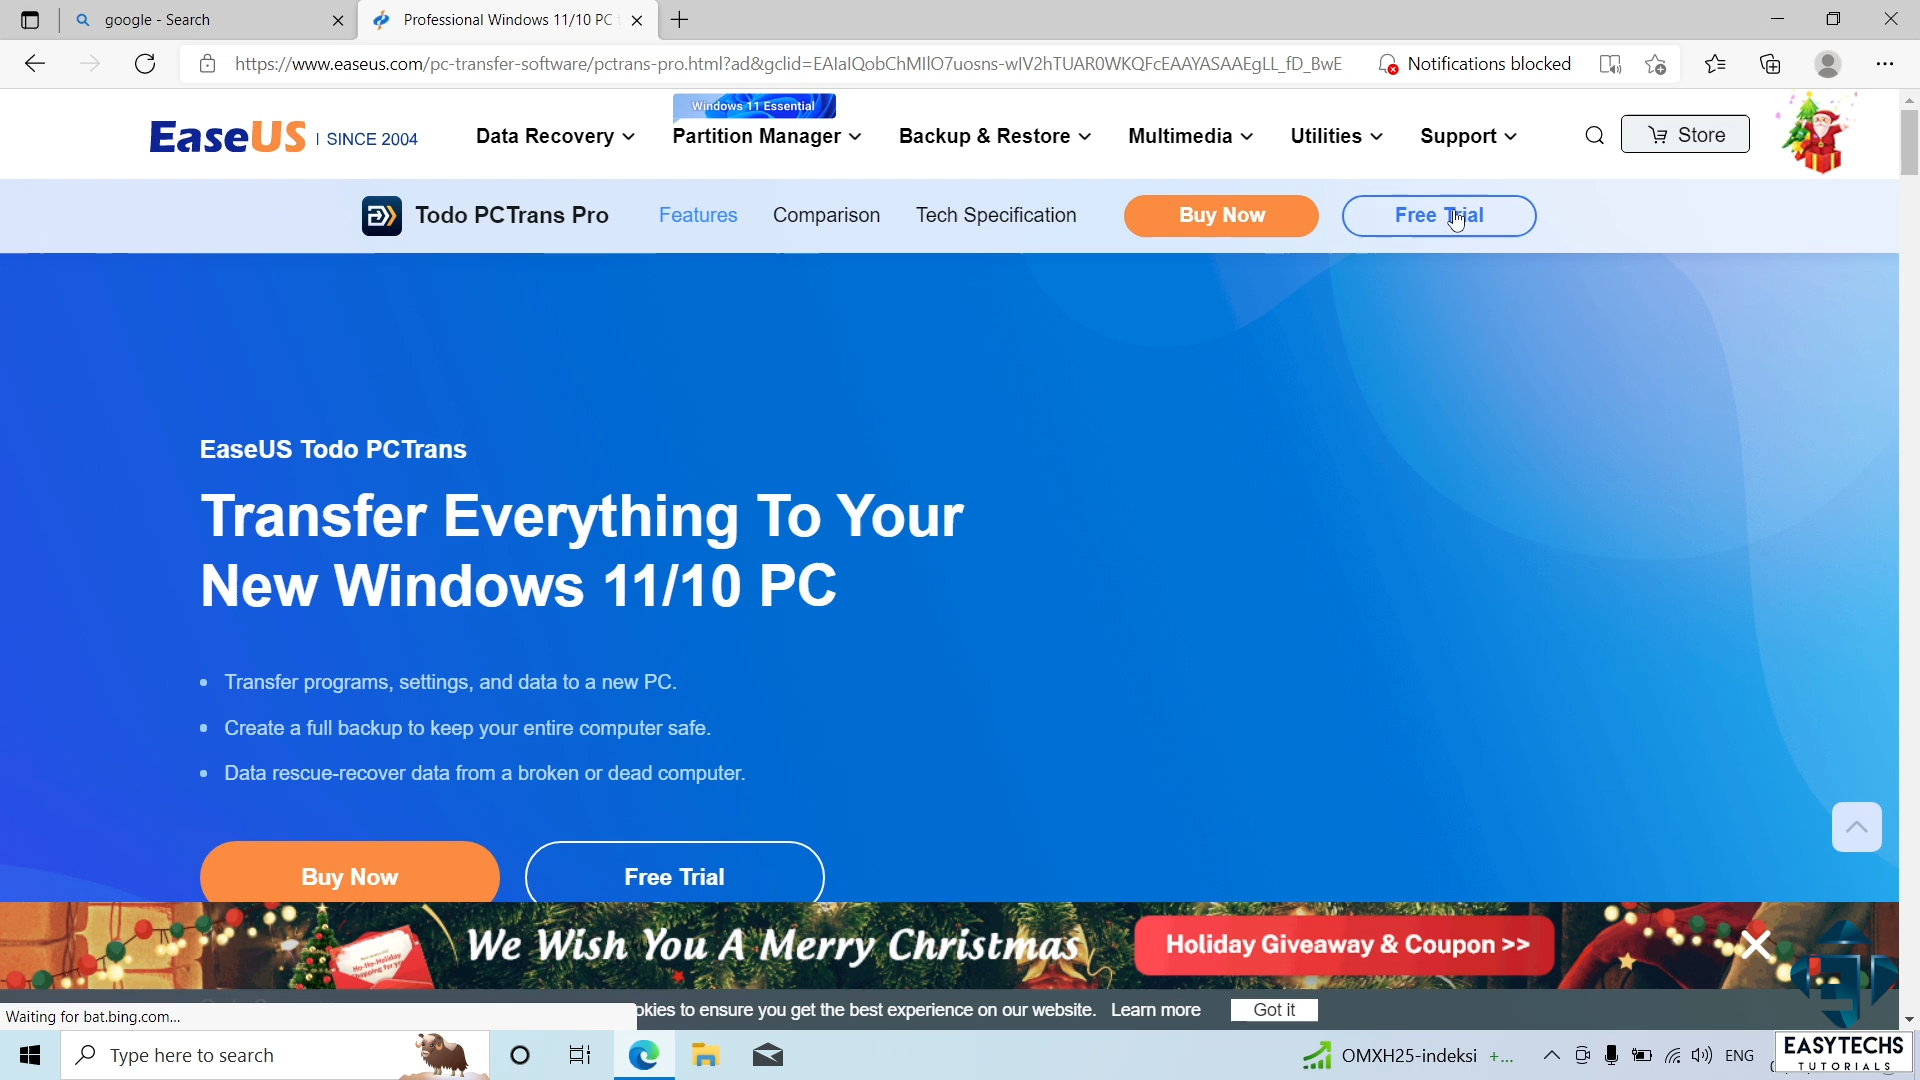 google - Search
Professional Windows 11/10 PC
https://www.easeus.com/pc-transfer-software/pctrans-pro.html?ad&gclid=EAIaIQobChMIlO7uosns-wIV2hTUAR0WKQFcEAAYASAAEgLL_fD_BwE
Notifications blocked
Windows 11 Essential
EaseUS | SINCE 2004
Data Recovery
Partition Manager
Backup & Restore
Multimedia
Utilities
Support
Store
Todo PCTrans Pro
Features
Comparison
Tech Specification
Buy Now
Free Trial
EaseUS Todo PCTrans
Transfer Everything To Your
New Windows 11/10 PC
• Transfer programs, settings, and data to a new PC.
• Create a full backup to keep your entire computer safe.
• Data rescue-recover data from a broken or dead computer.
Buy Now
Free Trial
Ho-Ho-Holiday
Shopping for you
We Wish You A Merry Christmas
Holiday Giveaway & Coupon >>
okies to ensure you get the best experience on our website. Learn more
Got it
Waiting for bat.bing.com...
Type here to search
OMXH25-indeksi +...
ENG
EASYTECHS
TUTORIALS